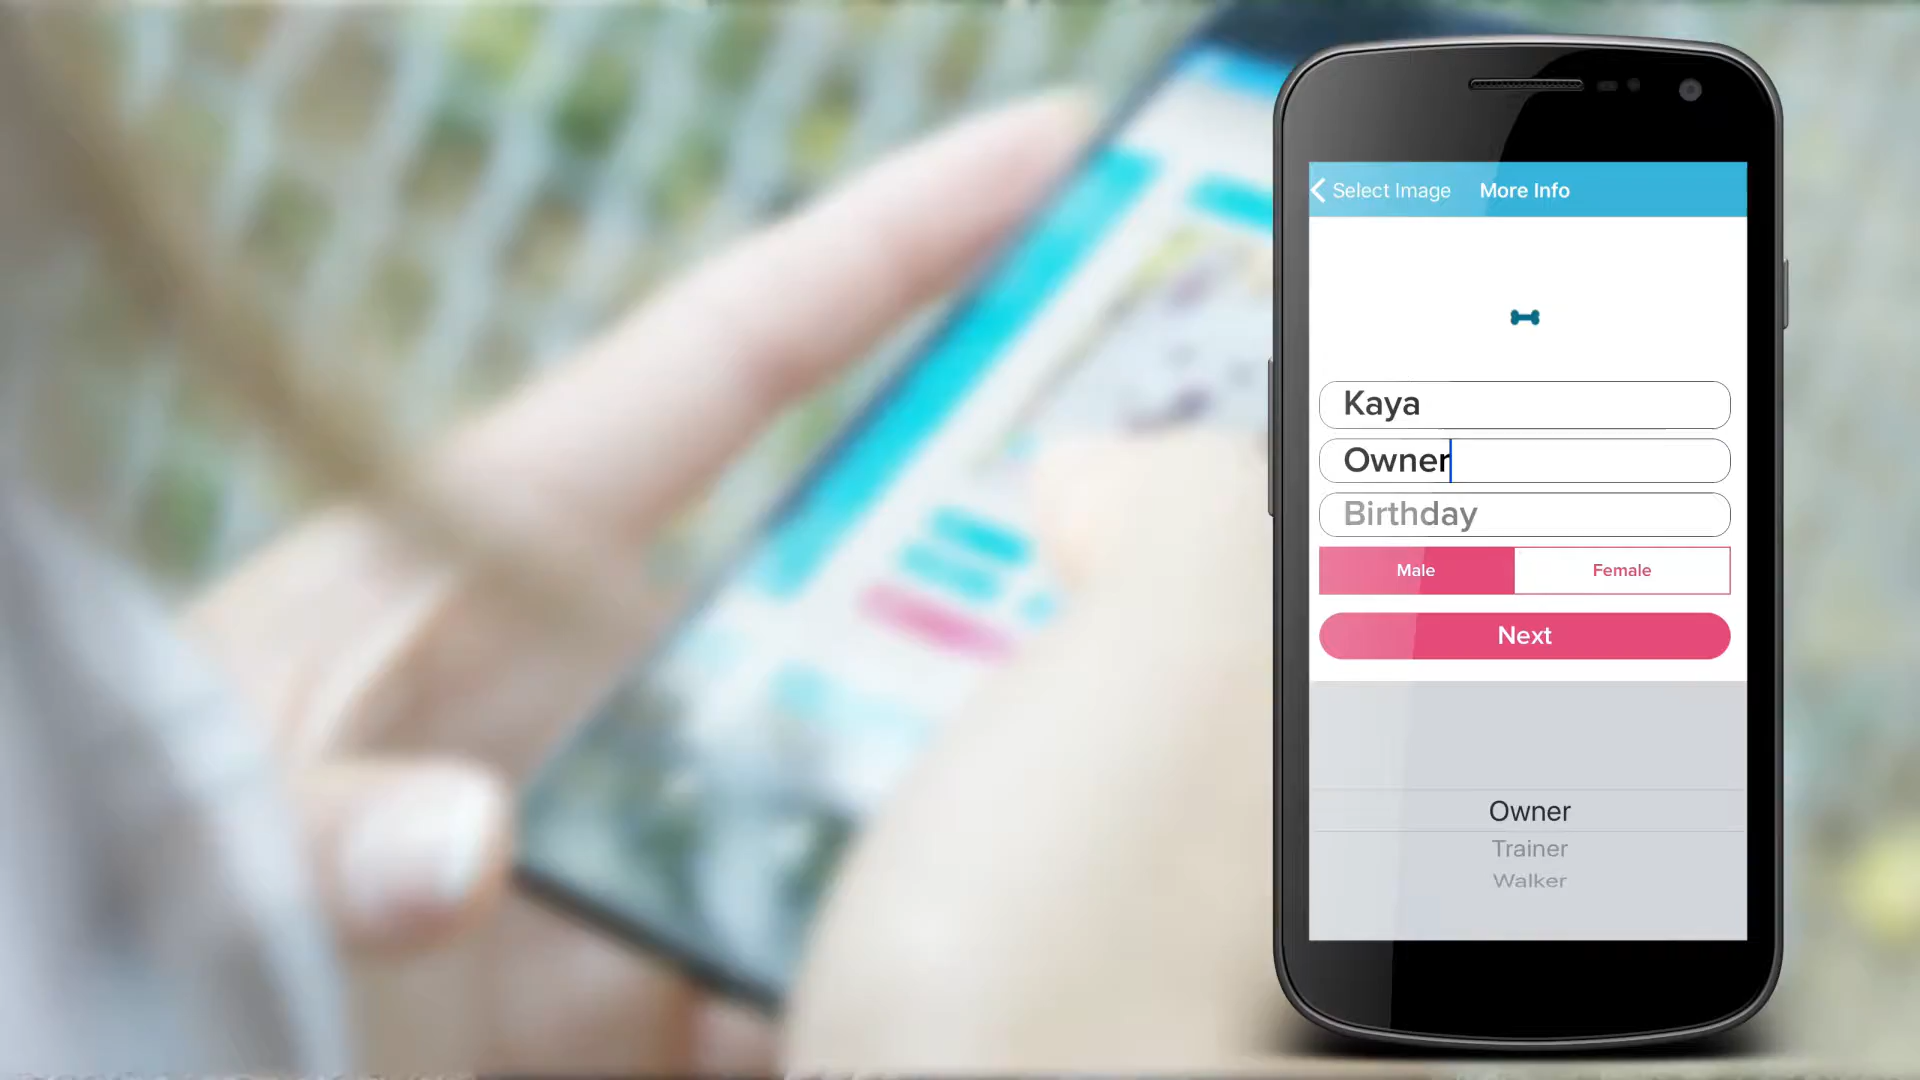 Select Image More Info
Kaya
Owner
Birthday
Male Female
Next
Owner
Trainer
Walker